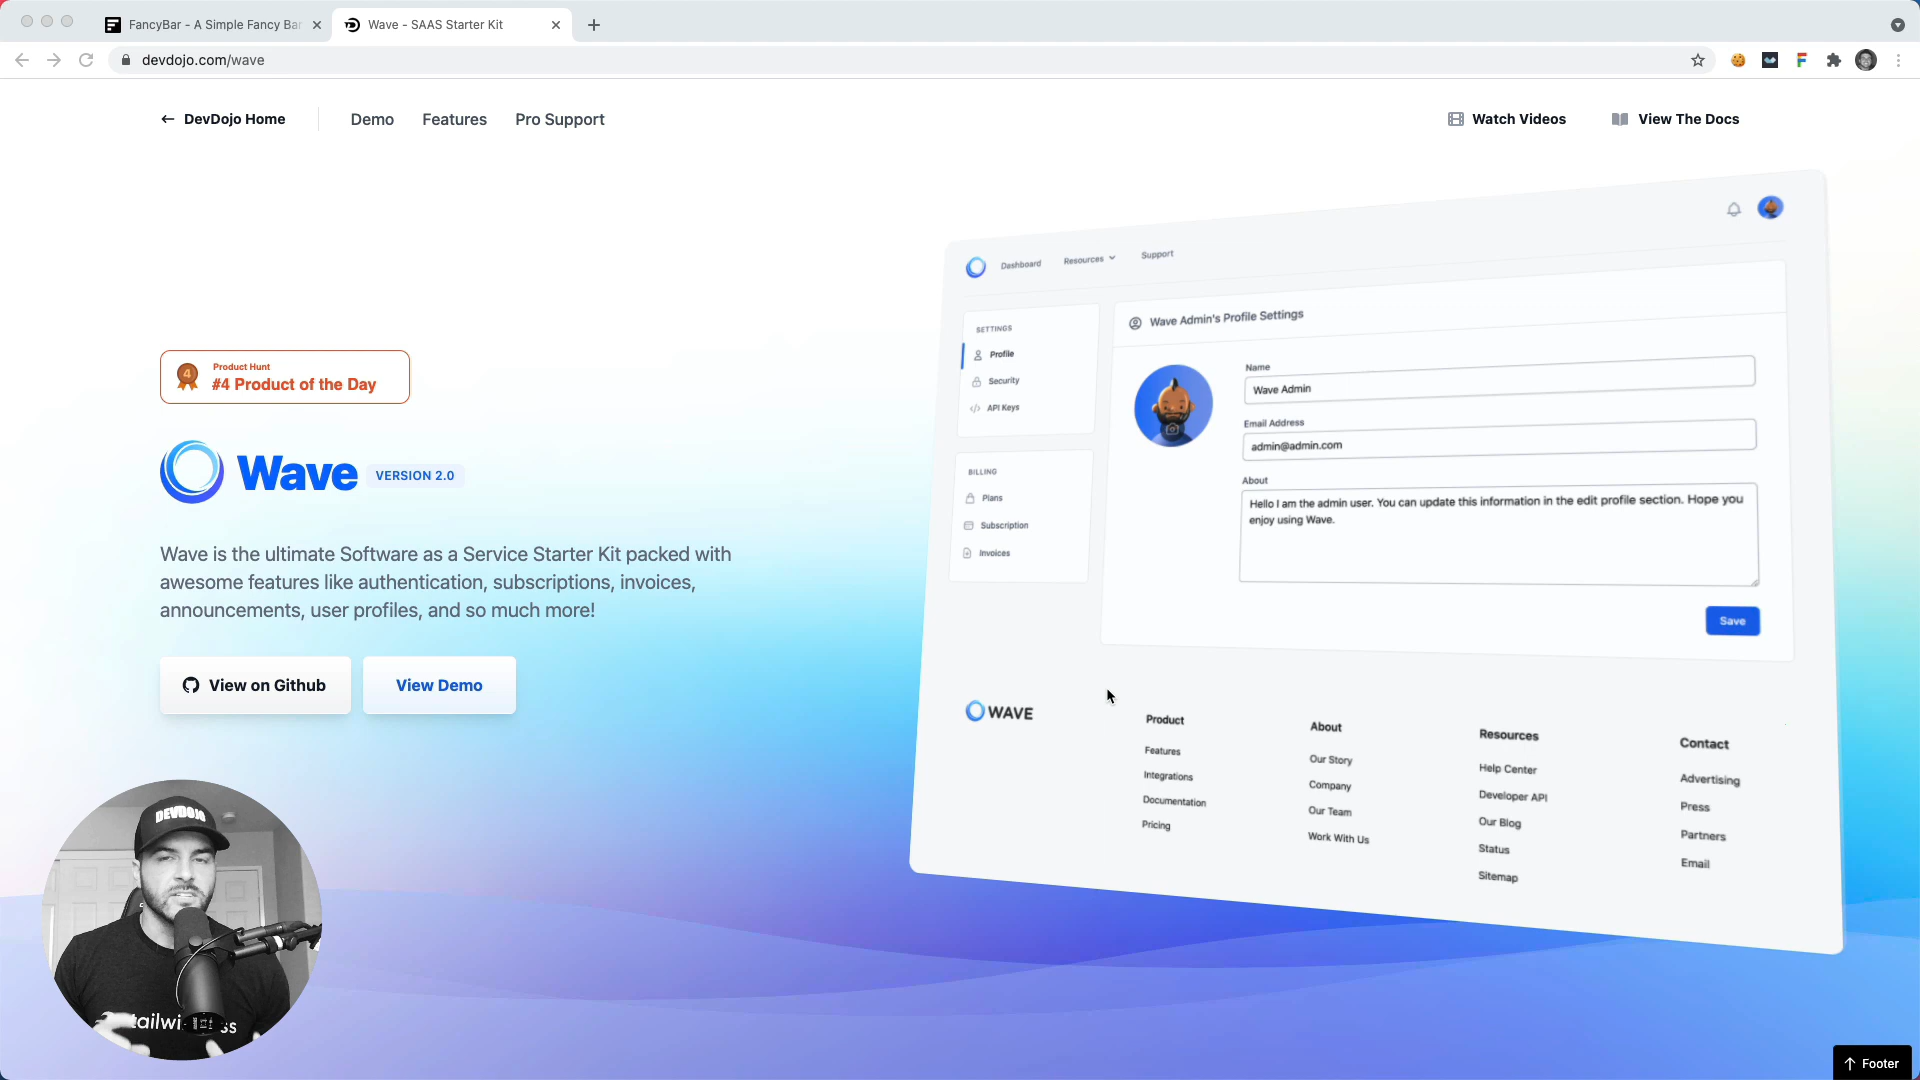 FancyBar - A Simple Fancy Bar
Wave - SAAS Starter Kit
devdojo.com/wave
DevDojo Home
Demo
Features
Pro Support
Watch Videos
View The Docs
Product Hunt
4
#4 Product of the Day
Wave
VERSION 2.0
Wave is the ultimate Software as a Service Starter Kit packed with
awesome features like authentication, subscriptions, invoices,
announcements, user profiles, and so much more!
View on Github
View Demo
Dashboard
Resources
Support
SETTINGS
Profile
Security
API Keys
BILLING
Plans
Subscription
Invoices
Wave Admin's Profile Settings
Name
Wave Admin
Email Address
admin@admin.com
About
Hello I am the admin user. You can update this information in the edit profile section. Hope you
enjoy using Wave.
Save
WAVE
Product
Features
Integrations
Documentation
Pricing
About
Our Story
Company
Our Team
Work With Us
Resources
Help Center
Developer API
Our Blog
Status
Sitemap
Contact
Advertising
Press
Partners
Email
DEVDOJO
Footer